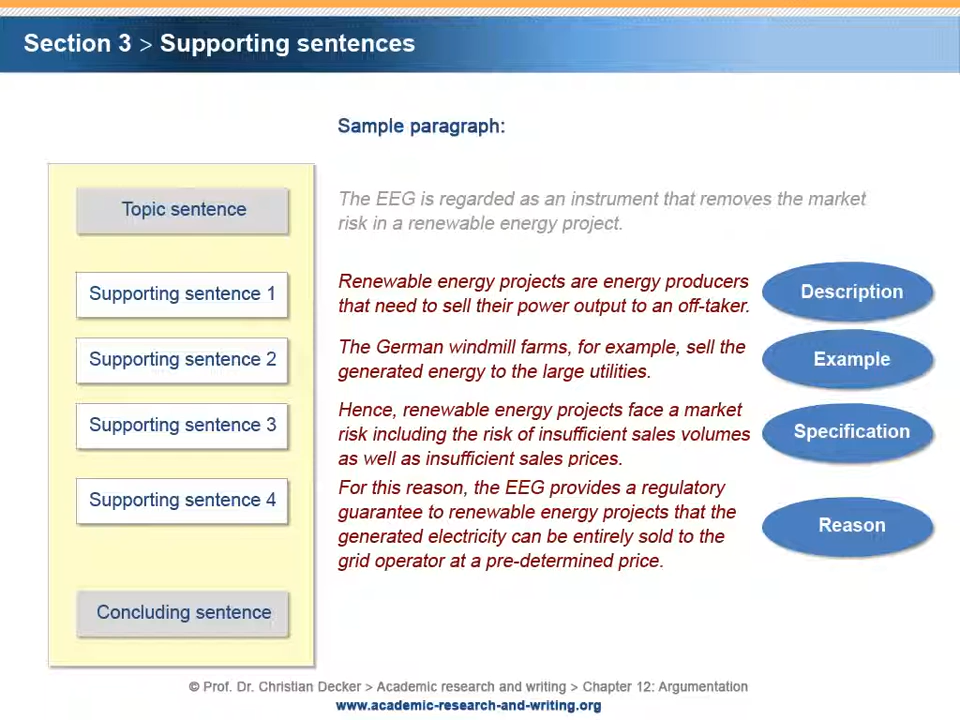 Section 3 > Supporting sentences
Sample paragraph:
Topic sentence
The EEG is regarded as an instrument that removes the market
risk in a renewable energy project.
Supporting sentence 1
Renewable energy projects are energy producers
that need to sell their power output to an off-taker.
Description
Supporting sentence 2
The German windmill farms, for example, sell the
generated energy to the large utilities.
Example
Supporting sentence 3
Hence, renewable energy projects face a market
risk including the risk of insufficient sales volumes
as well as insufficient sales prices.
Specification
Supporting sentence 4
For this reason, the EEG provides a regulatory
guarantee to renewable energy projects that the
generated electricity can be entirely sold to the
grid operator at a pre-determined price.
Reason
Concluding sentence
© Prof. Dr. Christian Decker > Academic research and writing > Chapter 12: Argumentation
www.academic-research-and-writing.org